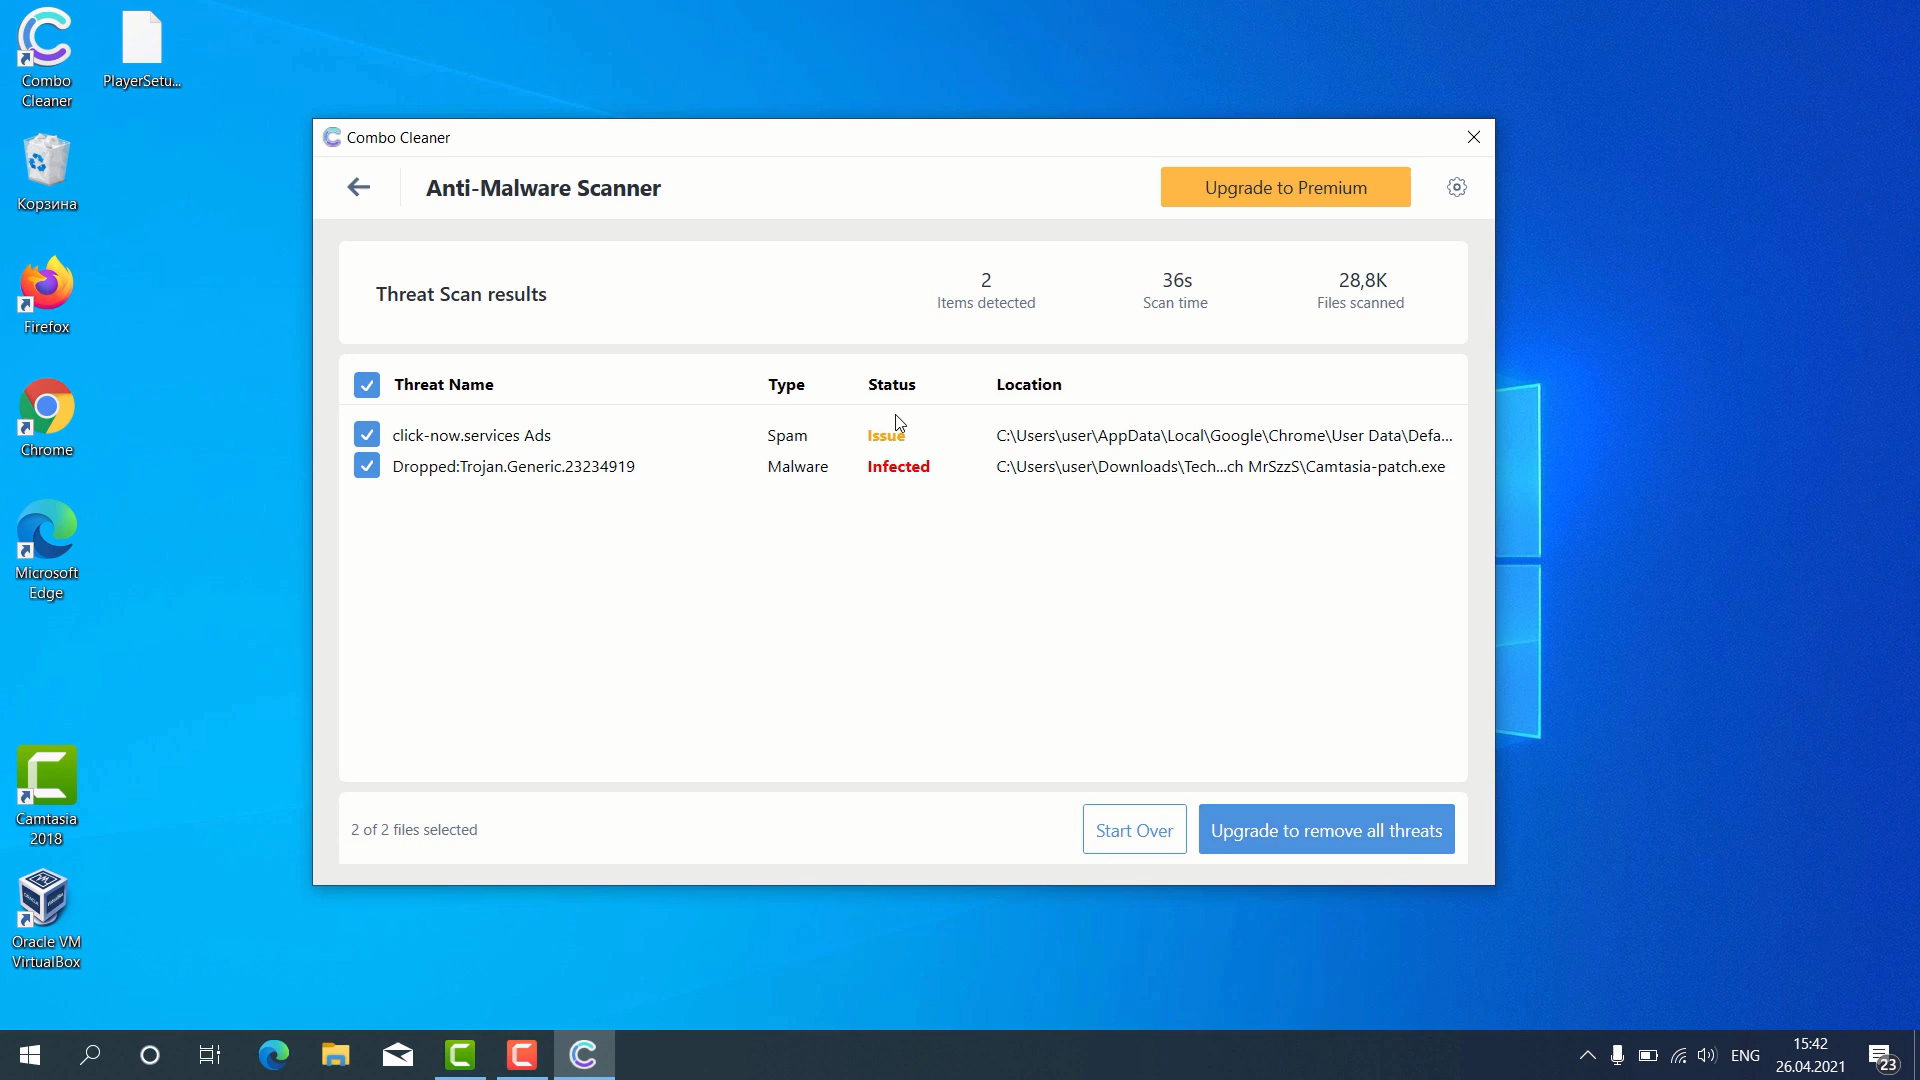 Combo
Cleaner
PlayerSetu...
Корзина
Firefox
Chrome
Microsoft
Edge
Camtasia
2018
Oracle VM
VirtualBox
Combo Cleaner
Anti-Malware Scanner
Upgrade to Premium
Threat Scan results
2
Items detected
36s
Scan time
28,8K
Files scanned
Threat Name Type Status Location
click-now.services Ads Spam Issue C:\Users\user\AppData\Local\Google\Chrome\User Data\Defa...
Dropped:Trojan.Generic.23234919 Malware Infected C:\Users\user\Downloads\Tech...ch MrSzzS\Camtasia-patch.exe
2 of 2 files selected
Start Over
Upgrade to remove all threats
ENG
15:42
26.04.2021
23